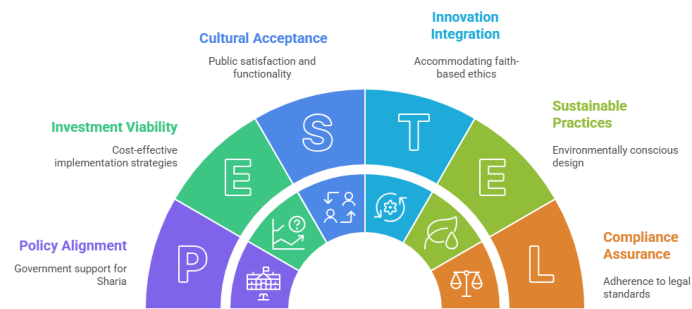 Innovation
Integration
Accommodating faith-
based ethics
Cultural Acceptance
Public satisfaction and
functionality
Sustainable
Practices
Environmentally conscious
design
Investment Viability
Cost-effective
implementation strategies
Compliance
Assurance
Adherence to legal
standards
Policy Alignment
Government support for
Sharia
P
E
S
T
E
L
?